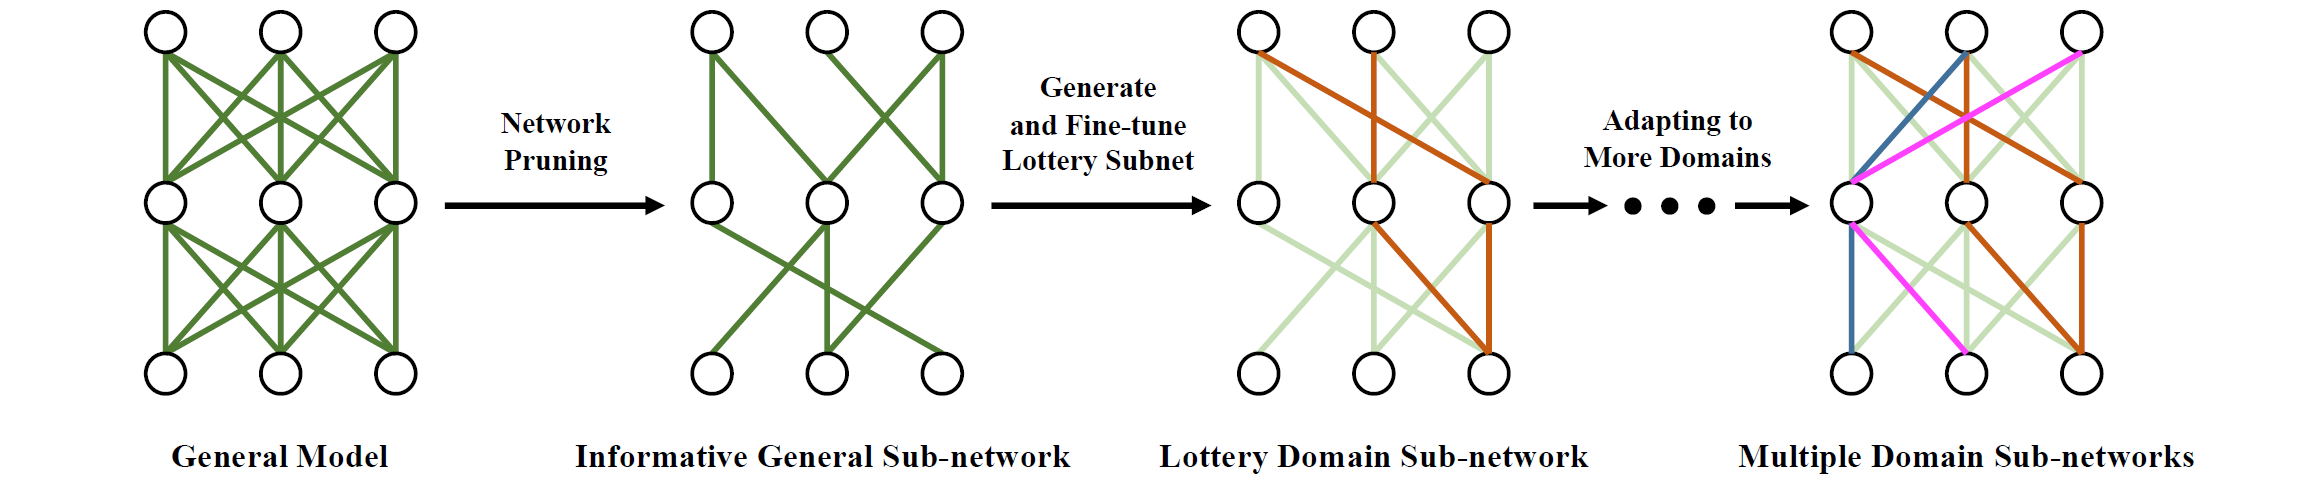 Network
Pruning
Generate
and Fine-tune
Lottery Subnet
Adapting to
More Domains
General Model
Informative General Sub-network
Lottery Domain Sub-network
Multiple Domain Sub-networks